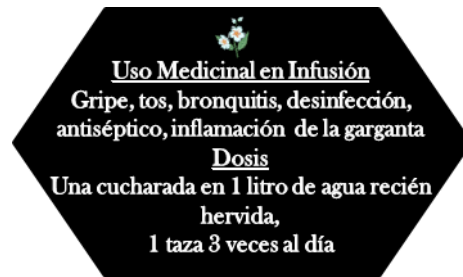 Uso Medicinal en Infusión
Gripe, tos, bronquitis, desinfección,
antiséptico, inflamación de la garganta
Dosis
Una cucharada en 1 litro de agua recién
hervida,
1 taza 3 veces al día